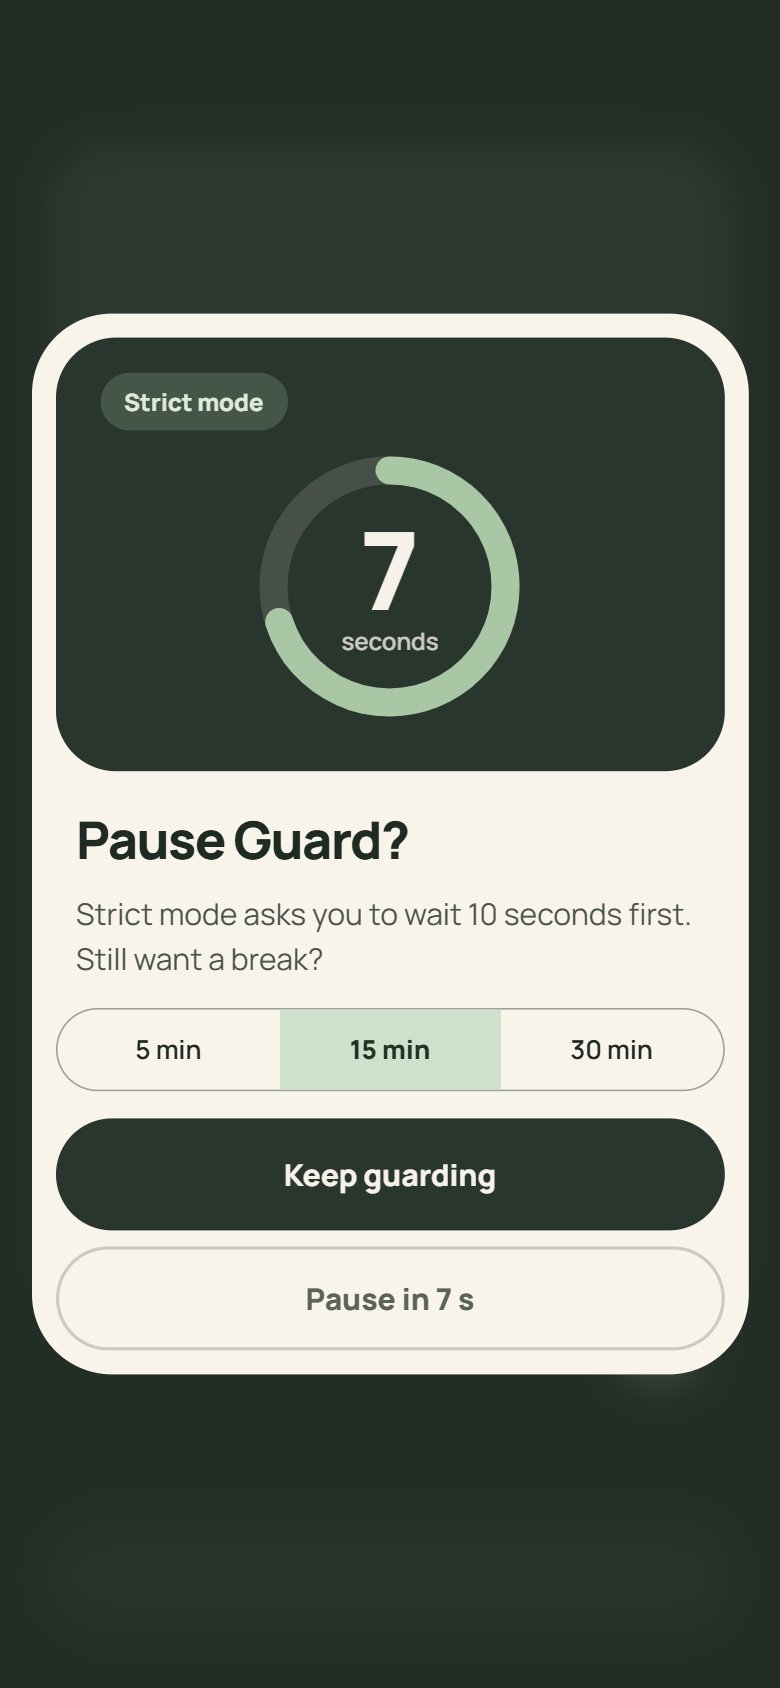 Strict mode
7
seconds
Pause Guard?
Strict mode asks you to wait 10 seconds first.
Still want a break?
5 min
15 min
30 min
Keep guarding
Pause in 7 s